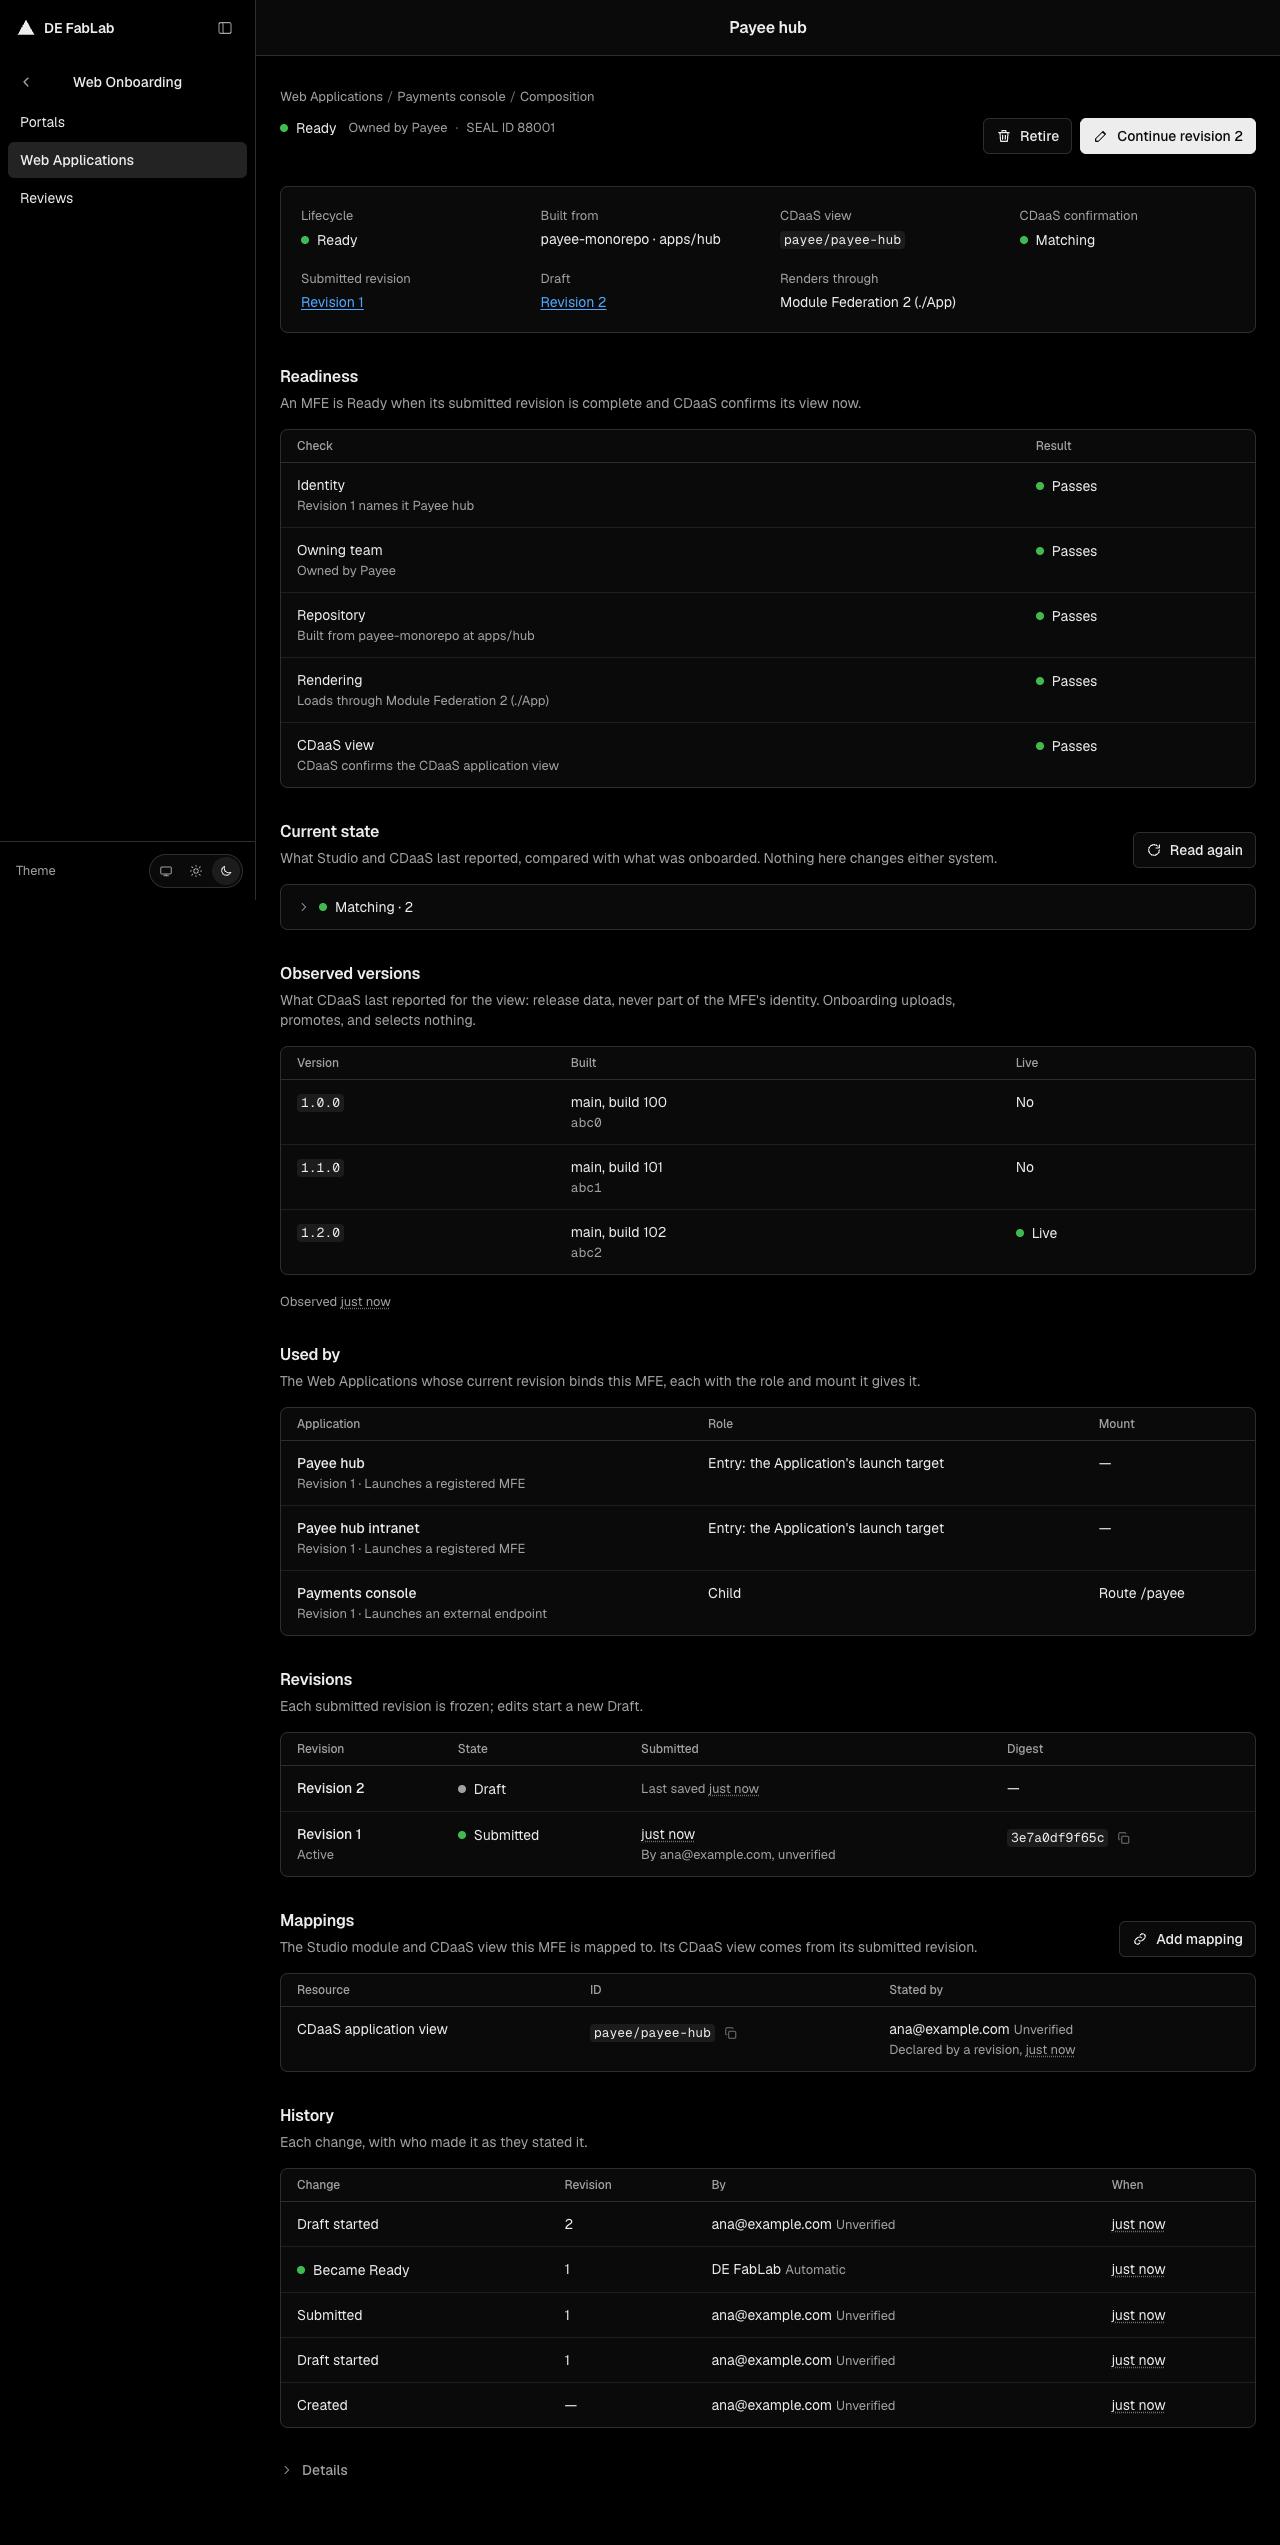 DE FabLab
Web Onboarding
Portals
Web Applications
Reviews
Theme
Payee hub
Web Applications / Payments console / Composition
Ready Owned by Payee · SEAL ID 88001
Retire
Continue revision 2
Lifecycle Built from CDaaS view CDaaS confirmation
Ready payee-monorepo · apps/hub payee/payee-hub Matching
Submitted revision Draft Renders through
Revision 1 Revision 2 Module Federation 2 (./App)
Readiness
An MFE is Ready when its submitted revision is complete and CDaaS confirms its view now.
Check Result
Identity Passes
Revision 1 names it Payee hub
Owning team Passes
Owned by Payee
Repository Passes
Built from payee-monorepo at apps/hub
Rendering Passes
Loads through Module Federation 2 (./App)
CDaaS view Passes
CDaaS confirms the CDaaS application view
Current state
What Studio and CDaaS last reported, compared with what was onboarded. Nothing here changes either system.
Read again
Matching · 2
Observed versions
What CDaaS last reported for the view: release data, never part of the MFE's identity. Onboarding uploads,
promotes, and selects nothing.
Version Built Live
1.0.0 main, build 100 No
abc0
1.1.0 main, build 101 No
abc1
1.2.0 main, build 102 Live
abc2
Observed just now
Used by
The Web Applications whose current revision binds this MFE, each with the role and mount it gives it.
Application Role Mount
Payee hub Entry: the Application's launch target —
Revision 1 · Launches a registered MFE
Payee hub intranet Entry: the Application's launch target —
Revision 1 · Launches a registered MFE
Payments console Child Route /payee
Revision 1 · Launches an external endpoint
Revisions
Each submitted revision is frozen; edits start a new Draft.
Revision State Submitted Digest
Revision 2 Draft Last saved just now —
Revision 1 Submitted just now 3e7a0df9f65c
Active By ana@example.com, unverified
Mappings
The Studio module and CDaaS view this MFE is mapped to. Its CDaaS view comes from its submitted revision.
Add mapping
Resource ID Stated by
CDaaS application view payee/payee-hub ana@example.com Unverified
Declared by a revision, just now
History
Each change, with who made it as they stated it.
Change Revision By When
Draft started 2 ana@example.com Unverified just now
Became Ready 1 DE FabLab Automatic just now
Submitted 1 ana@example.com Unverified just now
Draft started 1 ana@example.com Unverified just now
Created — ana@example.com Unverified just now
Details